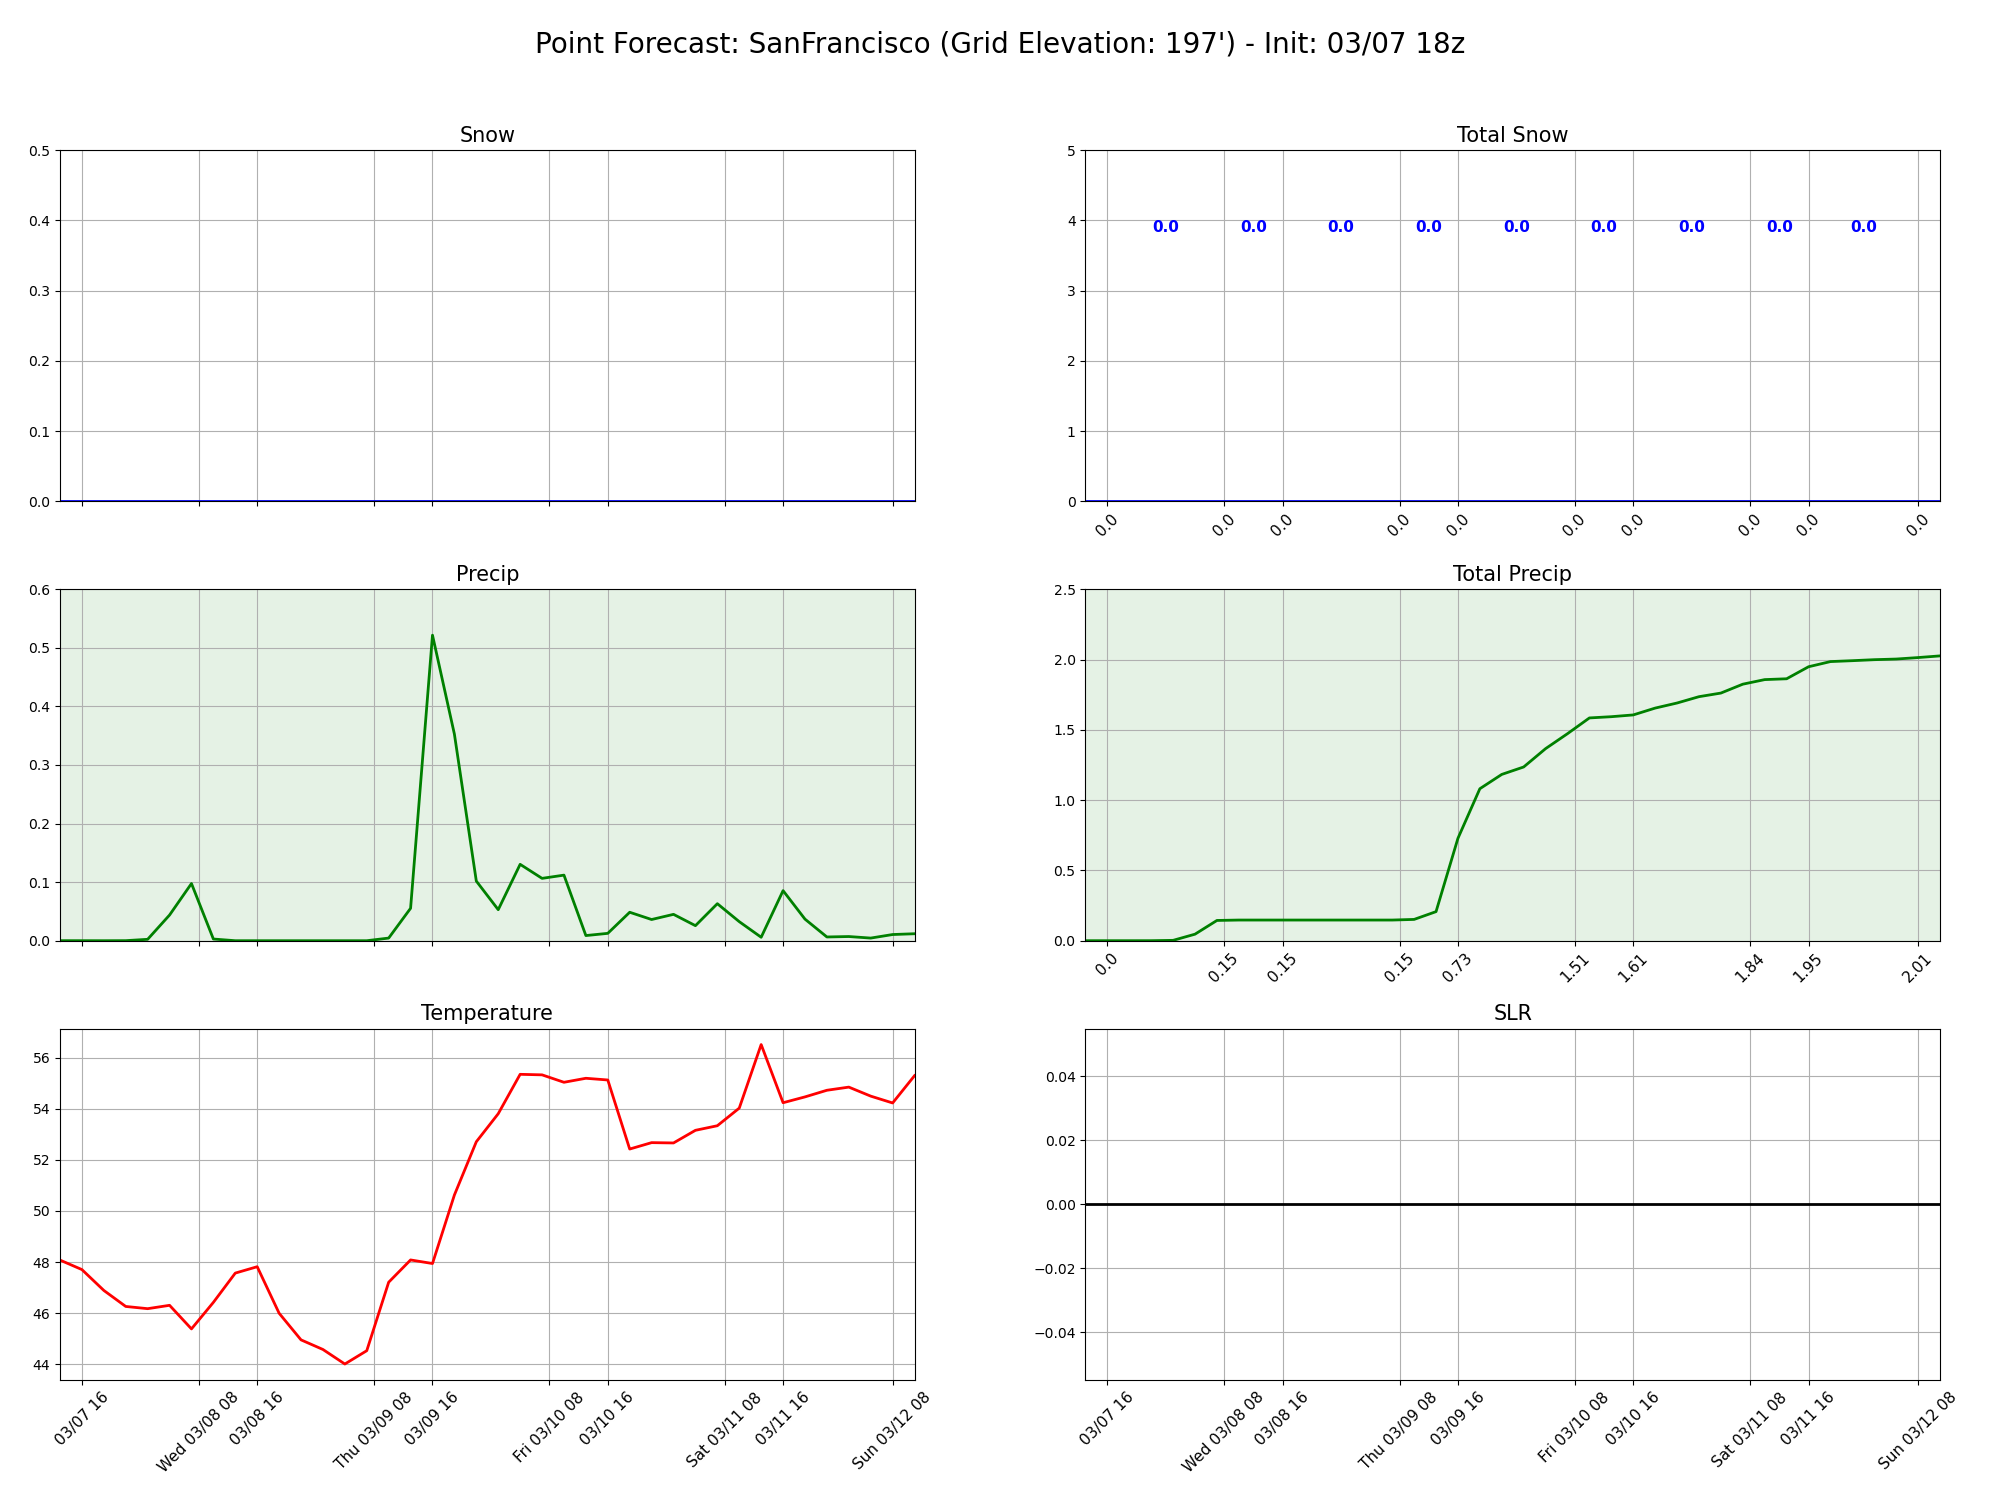 Point Forecast: SanFrancisco (Grid Elevation: 197') - Init: 03/07 18z
Snow
0.5
0.4
0.3
0.2
0.1
0.0
Total Snow
5
4
3
2
1
0
0.0 0.0 0.0 0.0 0.0 0.0 0.0 0.0 0.0
0.0 0.0 0.0 0.0 0.0 0.0 0.0 0.0 0.0 0.0
Precip
0.6
0.5
0.4
0.3
0.2
0.1
0.0
Total Precip
2.5
2.0
1.5
1.0
0.5
0.0
0.0 0.15 0.15 0.15 0.73 1.51 1.61 1.84 1.95 2.01
Temperature
56
54
52
50
48
46
44
03/07 16
Wed 03/08 08
03/08 16
Thu 03/09 08
03/09 16
Fri 03/10 08
03/10 16
Sat 03/11 08
03/11 16
Sun 03/12 08
SLR
0.04
0.02
0.00
−0.02
−0.04
03/07 16
Wed 03/08 08
03/08 16
Thu 03/09 08
03/09 16
Fri 03/10 08
03/10 16
Sat 03/11 08
03/11 16
Sun 03/12 08